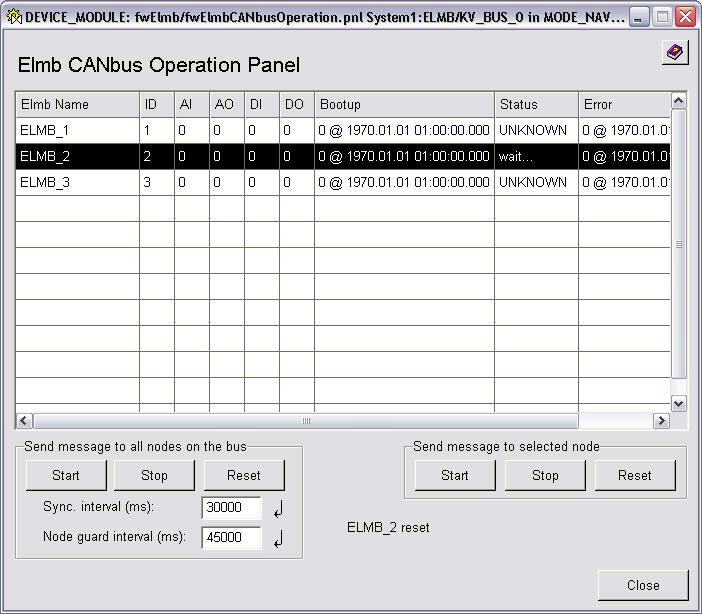 DEVICE_MODULE: fwElmb/fwElmbCANbusOperation.pnl System1:ELMB/KV_BUS_0 in MODE_NAV...
Elmb CANbus Operation Panel
Elmb Name ID AI AO DI DO Bootup Status Error
ELMB_1 1 0 0 0 0 0 @ 1970.01.01 01:00:00.000 UNKNOWN 0 @ 1970.01.0
ELMB_2 2 0 0 0 0 0 @ 1970.01.01 01:00:00.000 wait... 0 @ 1970.01.0
ELMB_3 3 0 0 0 0 0 @ 1970.01.01 01:00:00.000 UNKNOWN 0 @ 1970.01.0
Send message to all nodes on the bus
Start Stop Reset
Sync. interval (ms): 30000
Node guard interval (ms): 45000
Send message to selected node
Start Stop Reset
ELMB_2 reset
Close